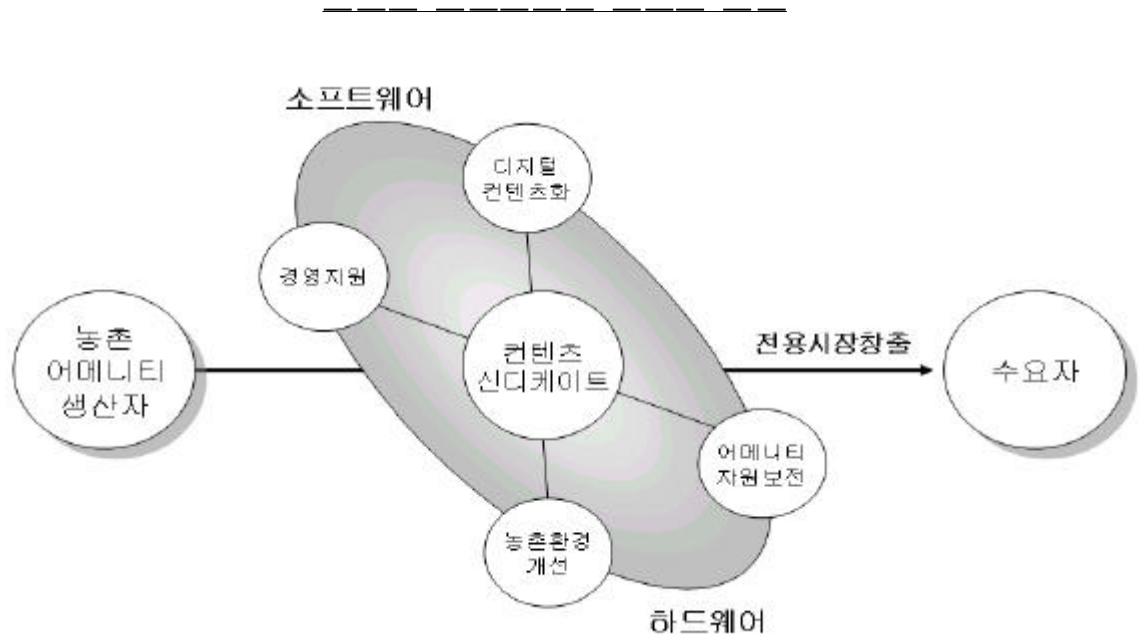 소프트웨어
디지털
컨텐츠화
경영지원
농촌
어메니티
생산자
컨텐츠
신디케이트
전용시장창출
수요자
어메니티
자원보전
농촌환경
개선
하드웨어